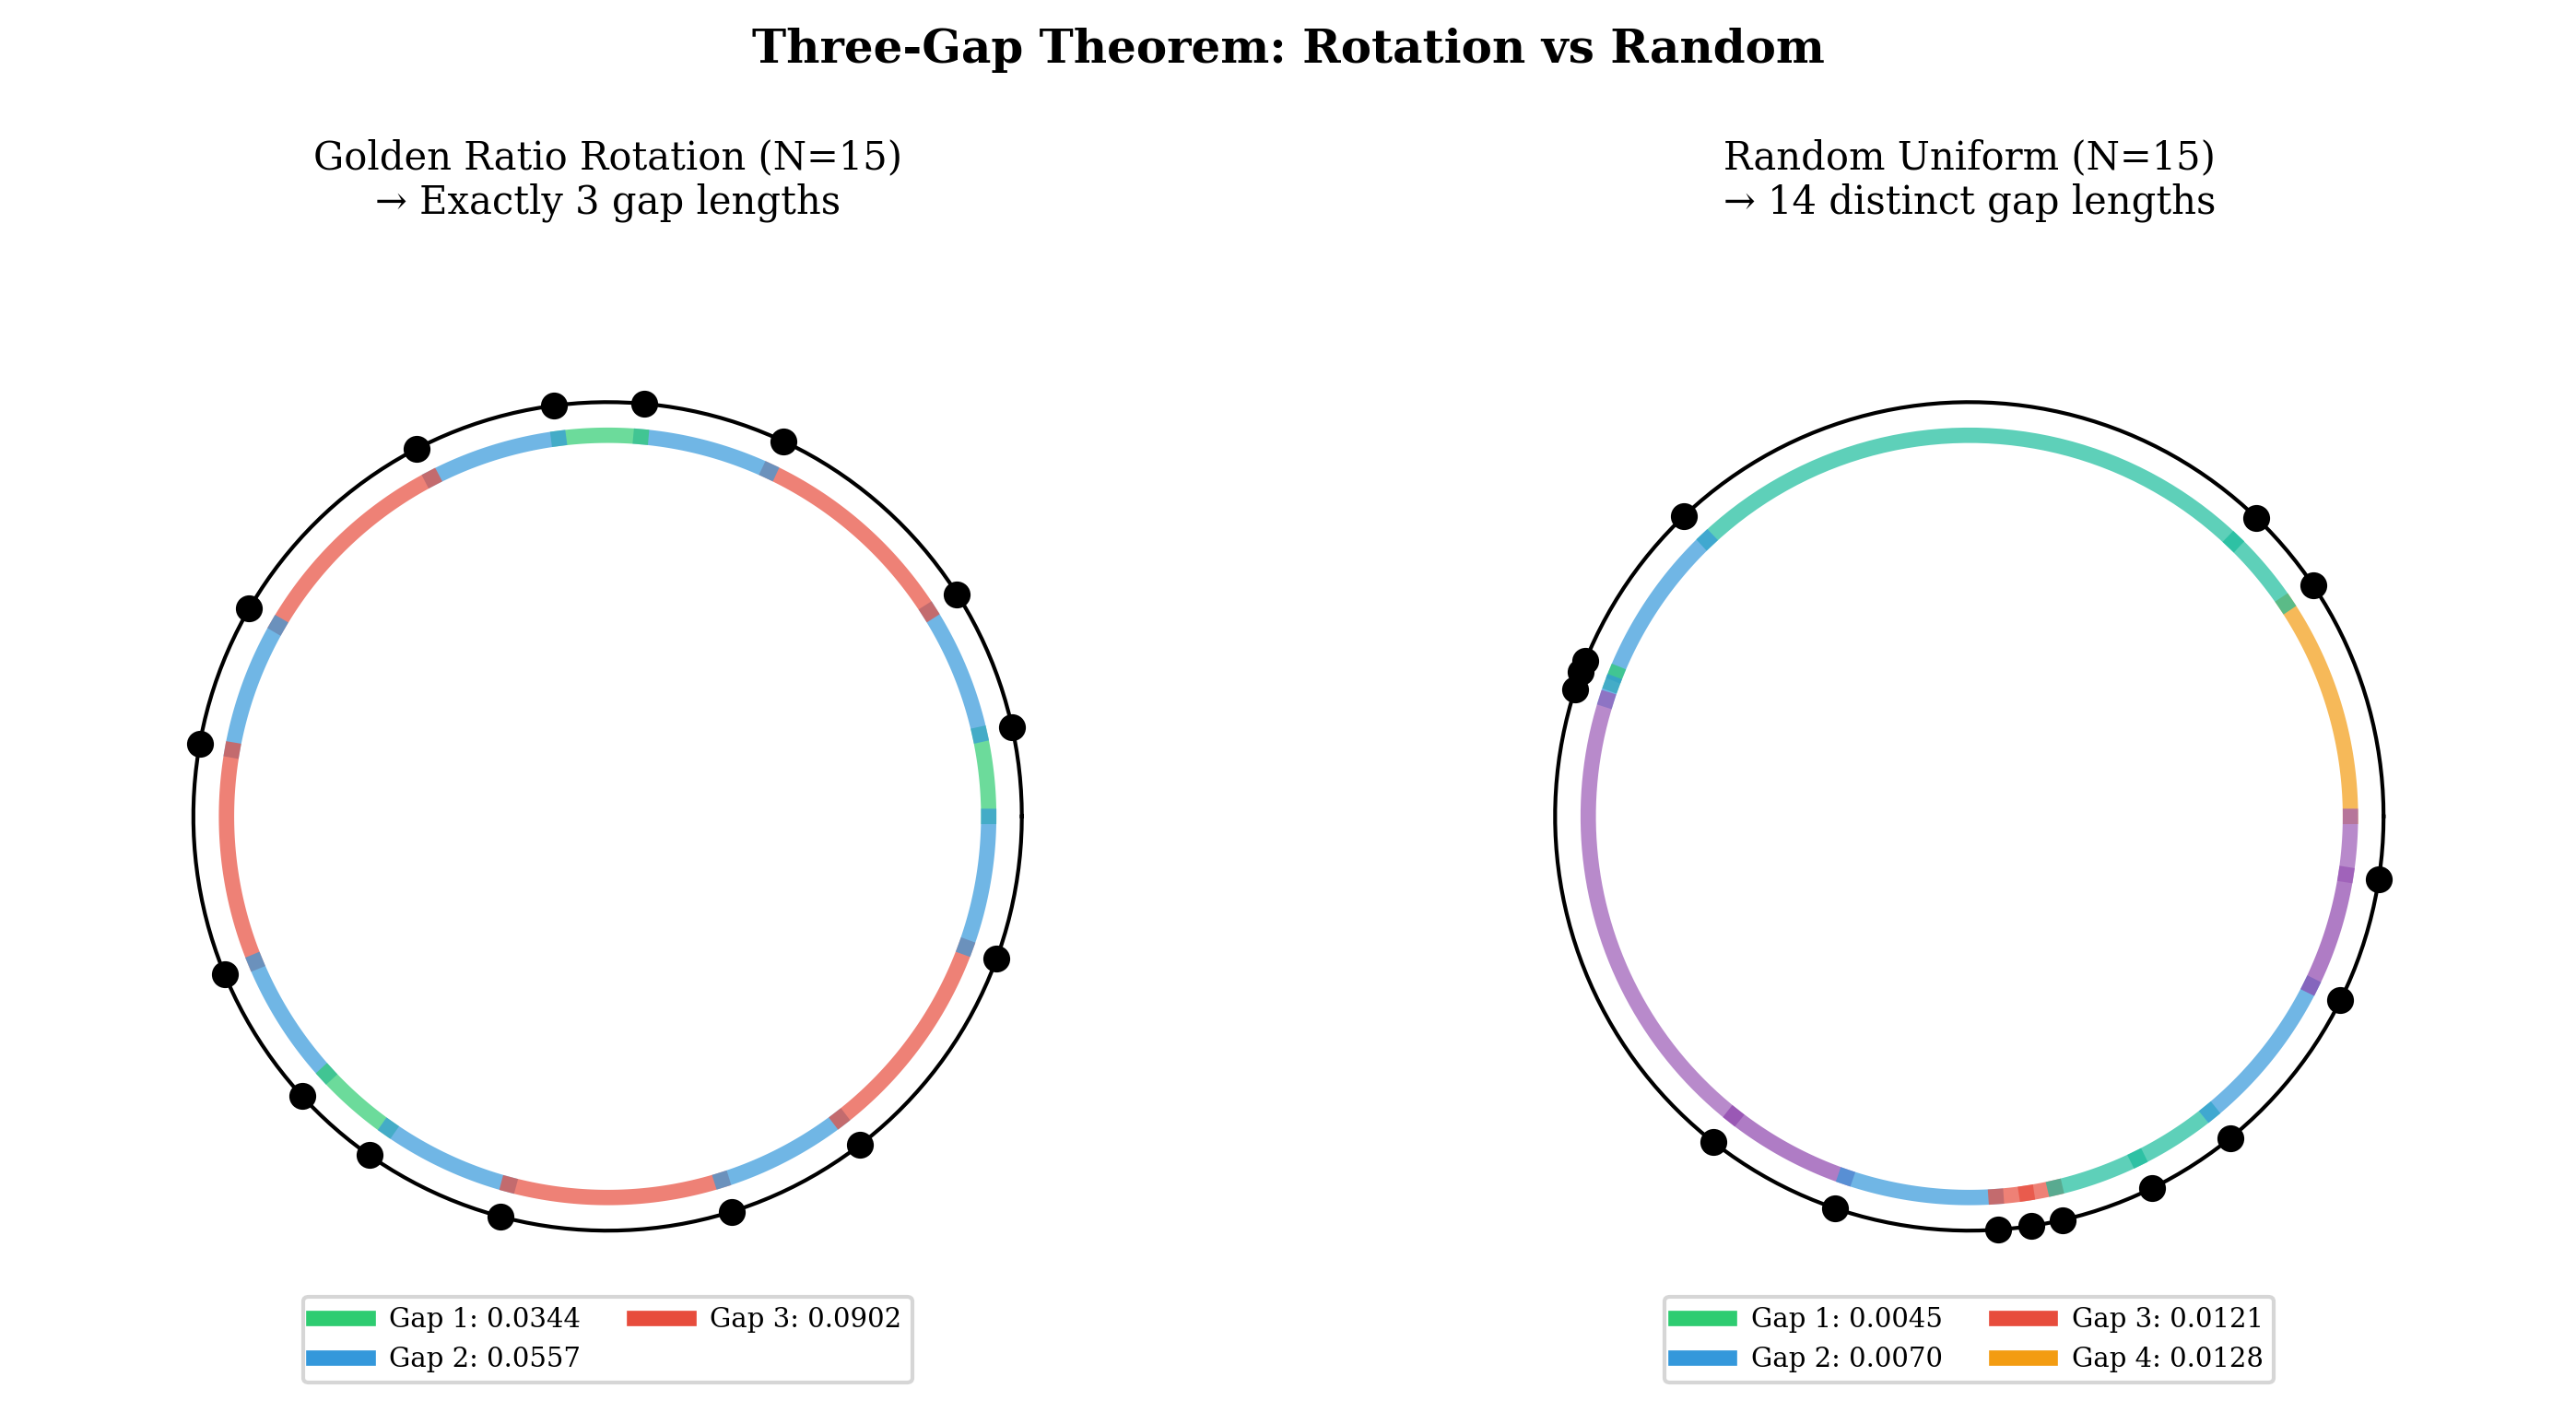 Three-Gap Theorem: Rotation vs Random
Golden Ratio Rotation (N=15)
→ Exactly 3 gap lengths
Random Uniform (N=15)
→ 14 distinct gap lengths
Gap 1: 0.0344
Gap 2: 0.0557
Gap 3: 0.0902
Gap 1: 0.0045
Gap 2: 0.0070
Gap 3: 0.0121
Gap 4: 0.0128